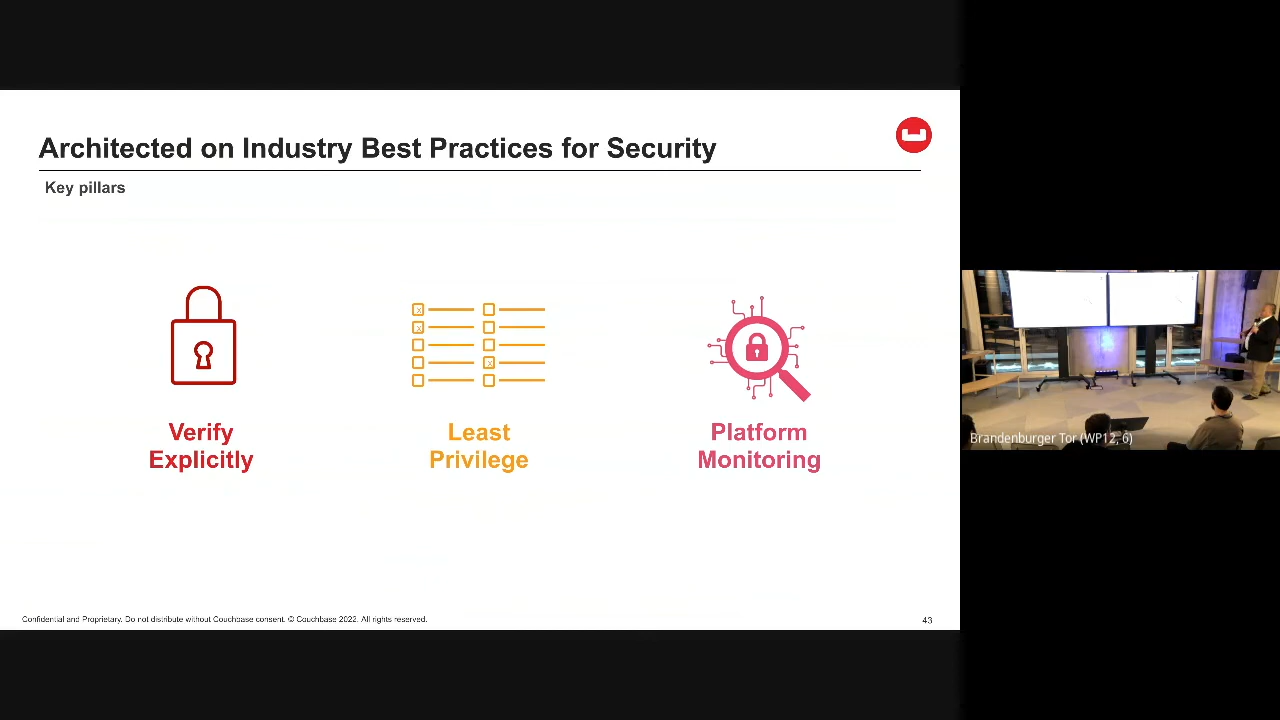 Architected on Industry Best Practices for Security
Key pillars
Verify
Explicitly
Least
Privilege
Platform
Monitoring
Confidential and Proprietary. Do not distribute without Couchbase consent. © Couchbase 2022. All rights reserved.
43
Brandenburger Tor (WP12, 6)